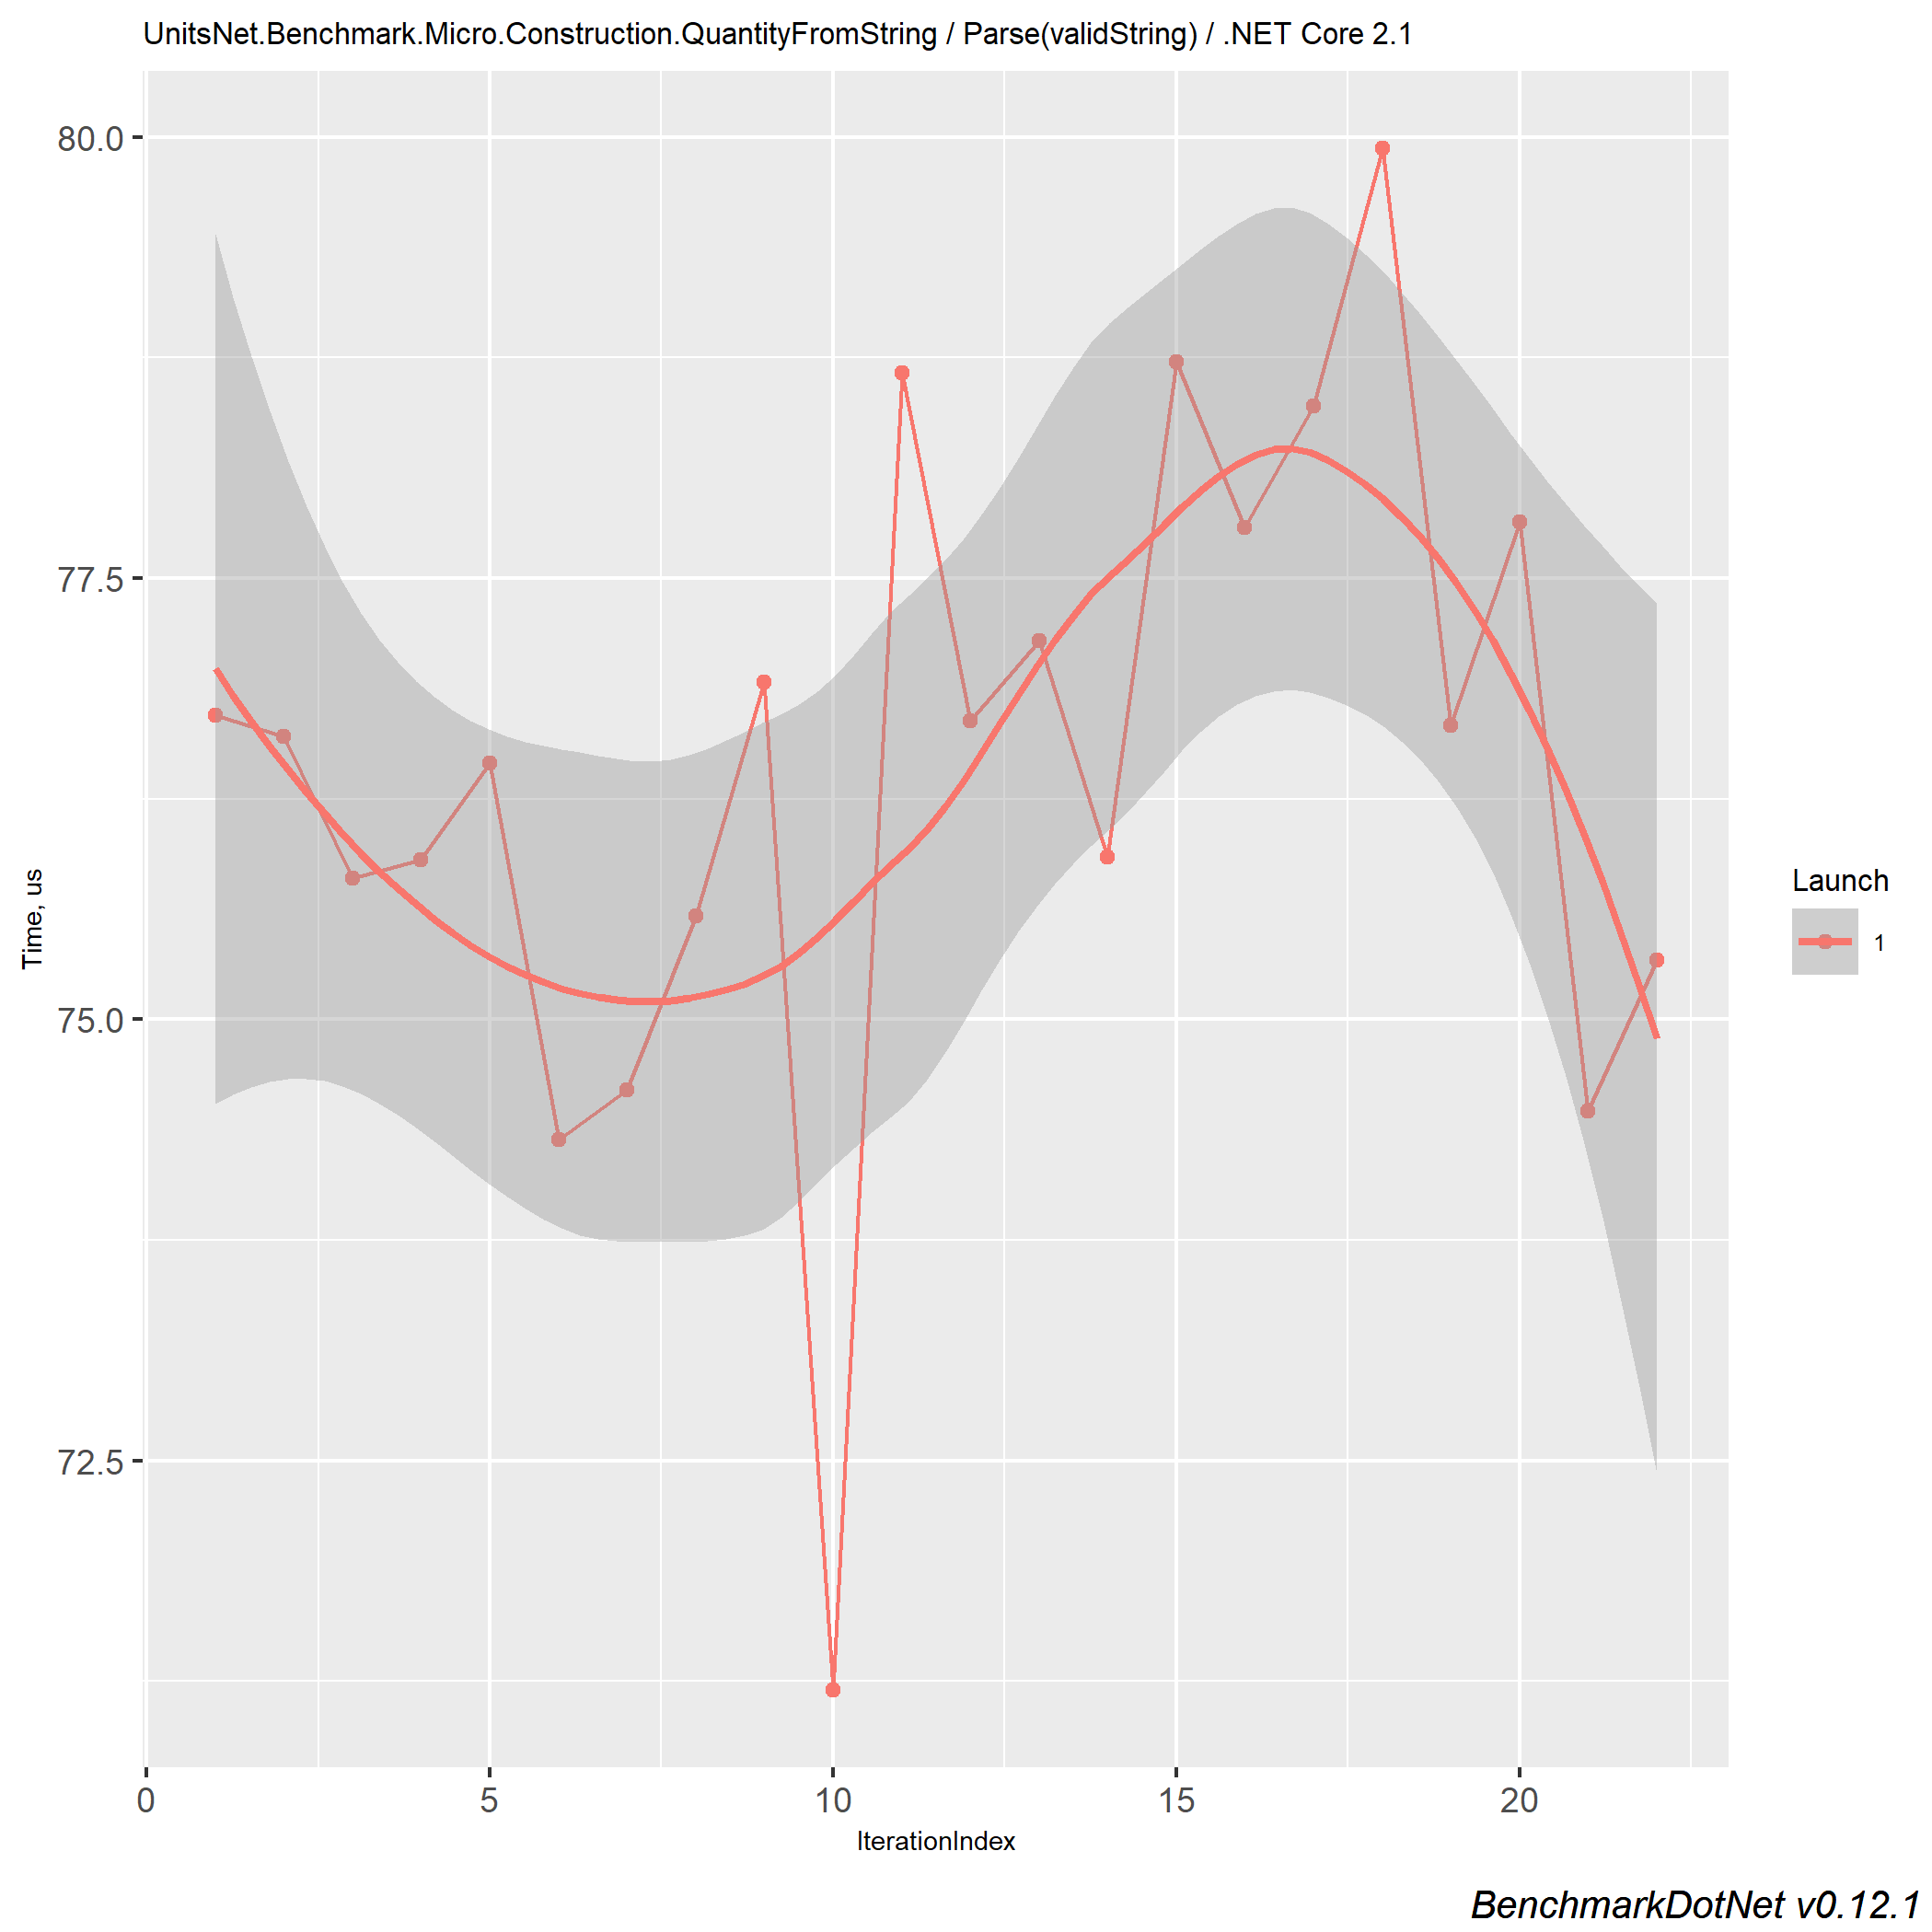 UnitsNet.Benchmark.Micro.Construction.QuantityFromString / Parse(validString) / .NET Core 2.1
80.0
77.5
75.0
72.5
Time, us
0 5 10 15 20
IterationIndex
Launch
1
BenchmarkDotNet v0.12.1